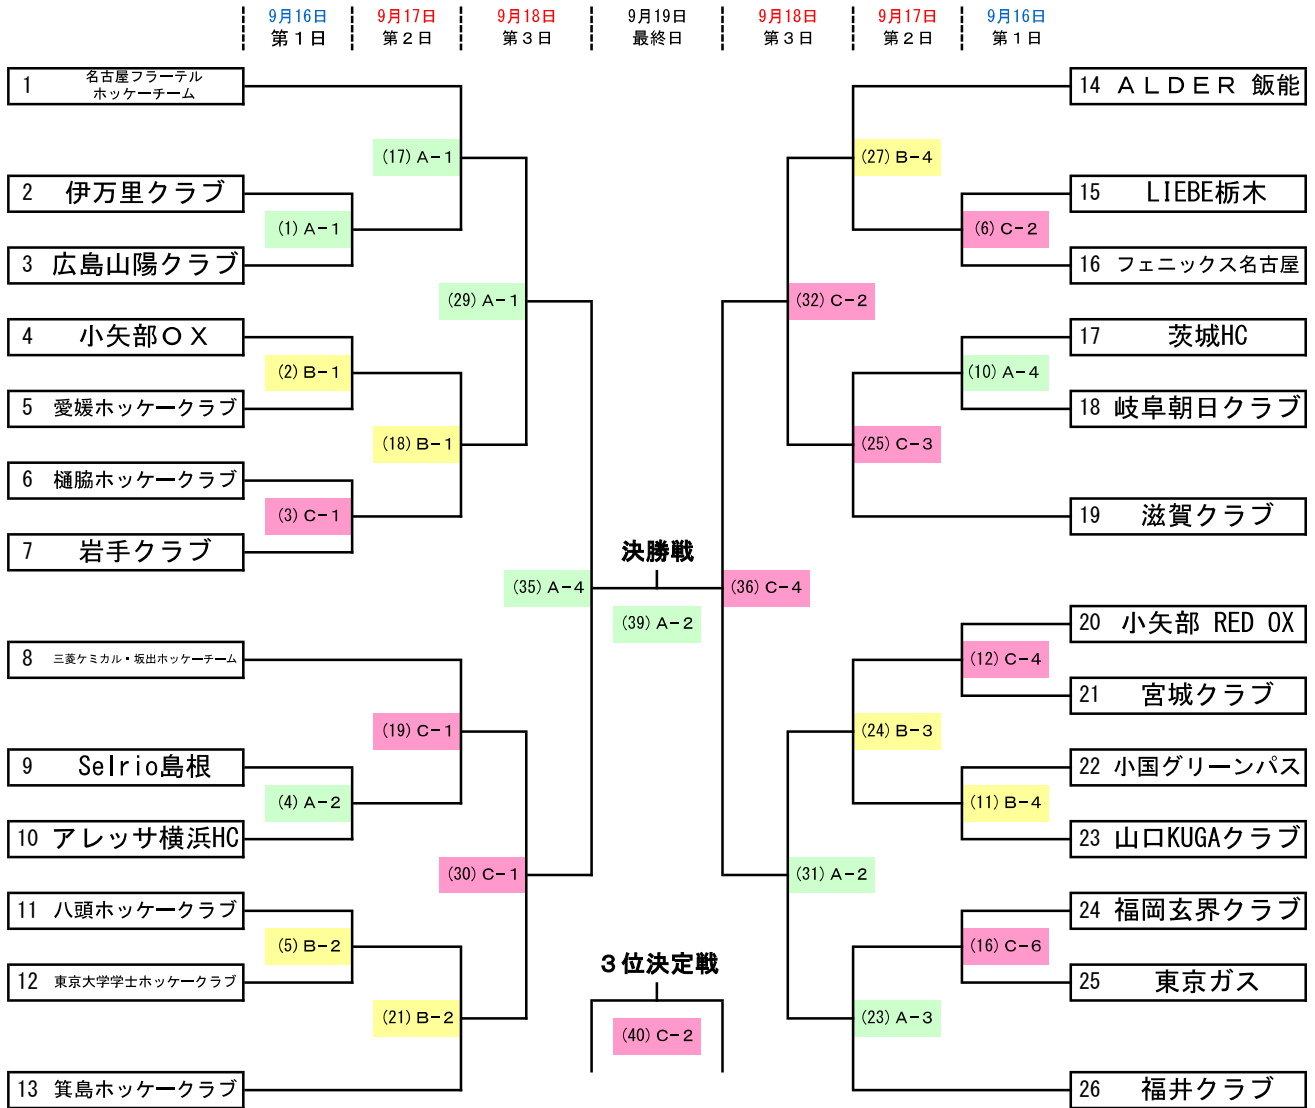 9月16日 9月17日 9月18日 9月19日 9月18日 9月17日 9月16日
第1日 第2日 第3日 最終日 第3日 第2日 第1日
1 名古屋フラーテル
ホッケーチーム
14 ALDER 飯能
(17) A-1
(27) B-4
2 伊万里クラブ
15 LIEBE栃木
(1) A-1
(6) C-2
3 広島山陽クラブ
16 フェニックス名古屋
(29) A-1
(32) C-2
4 小矢部OX
17 茨城HC
(2) B-1
(10) A-4
5 愛媛ホッケークラブ
18 岐阜朝日クラブ
(18) B-1
(25) C-3
6 樋脇ホッケークラブ
(3) C-1
19 滋賀クラブ
7 岩手クラブ
決勝戦
(35) A-4
(36) C-4
(39) A-2
20 小矢部 RED OX
8 三菱ケミカル・坂出ホッケーチーム
(12) C-4
21 宮城クラブ
(19) C-1
(24) B-3
9 Selrio島根
22 小国グリーンパス
(4) A-2
(11) B-4
10 アレッサ横浜HC
23 山口KUGAクラブ
(30) C-1
(31) A-2
11 八頭ホッケークラブ
24 福岡玄界クラブ
(5) B-2
(16) C-6
3位決定戦
12 東京大学学士ホッケークラブ
25 東京ガス
(21) B-2
(23) A-3
(40) C-2
13 箕島ホッケークラブ
26 福井クラブ